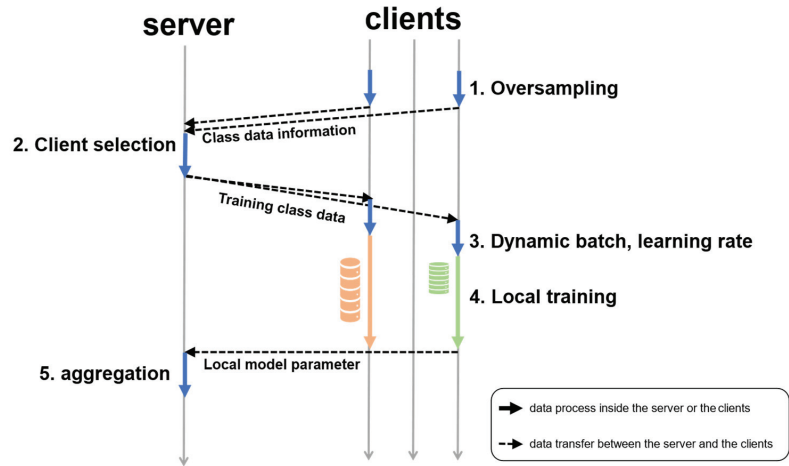 server
clients
1. Oversampling
Class data information
2. Client selection
Training class data
3. Dynamic batch, learning rate
4. Local training
Local model parameter
5. aggregation
data process inside the server or the clients
data transfer between the server and the clients